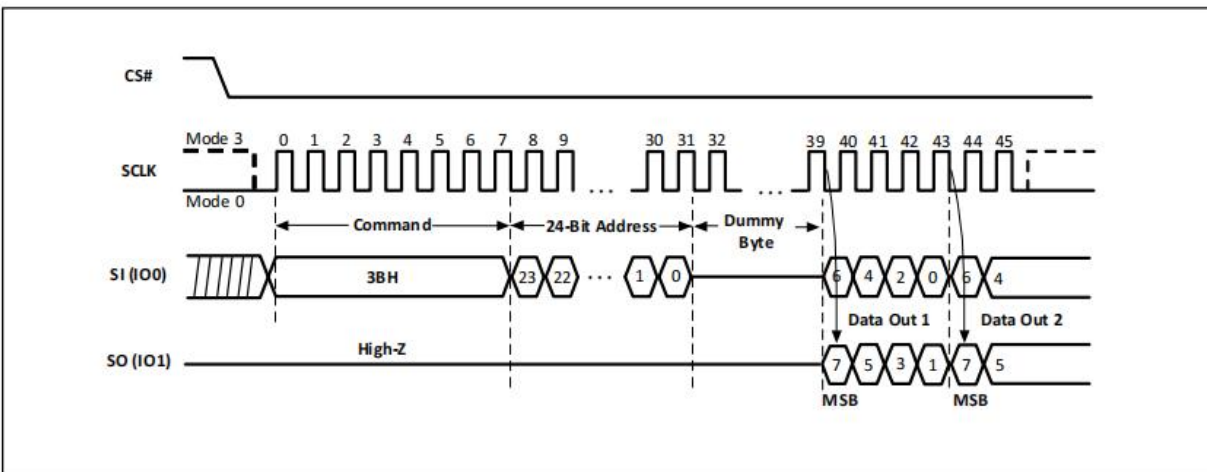 CS#
Mode 3
0 1 2 3 4 5 6 7 8 9 30 31 32 39 40 41 42 43 44 45
SCLK
...
...
Mode 0
Command
24-Bit Address
Dummy
Byte
SI (IO0)
3BH
23 22 ... 1 0 6 4 2 0 6 4
Data Out 1
Data Out 2
High-Z
SO (IO1)
7 5 3 1 7 5
MSB
MSB